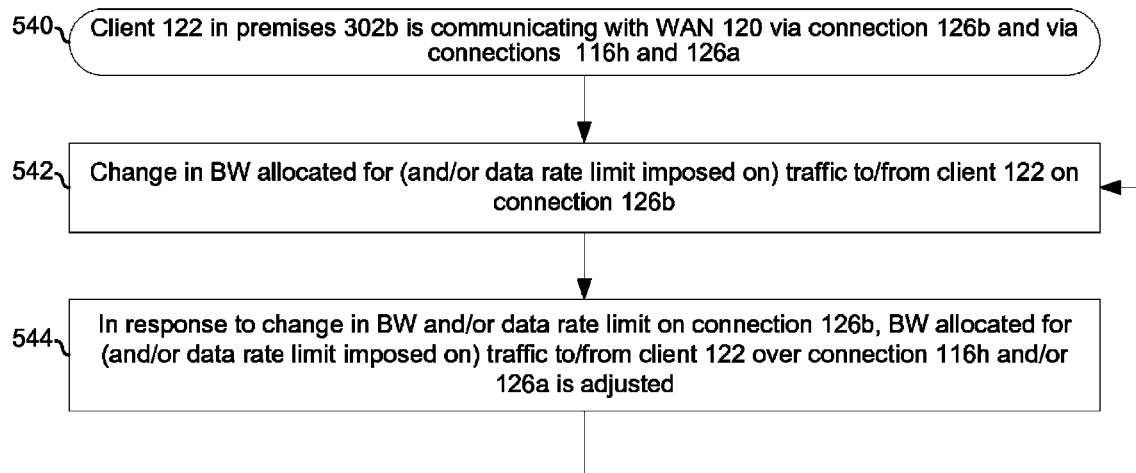 540
Client 122 in premises 302b is communicating with WAN 120 via connection 126b and via
connections 116h and 126a
542
Change in BW allocated for (and/or data rate limit imposed on) traffic to/from client 122 on
connection 126b
544
In response to change in BW and/or data rate limit on connection 126b, BW allocated for
(and/or data rate limit imposed on) traffic to/from client 122 over connection 116h and/or
126a is adjusted